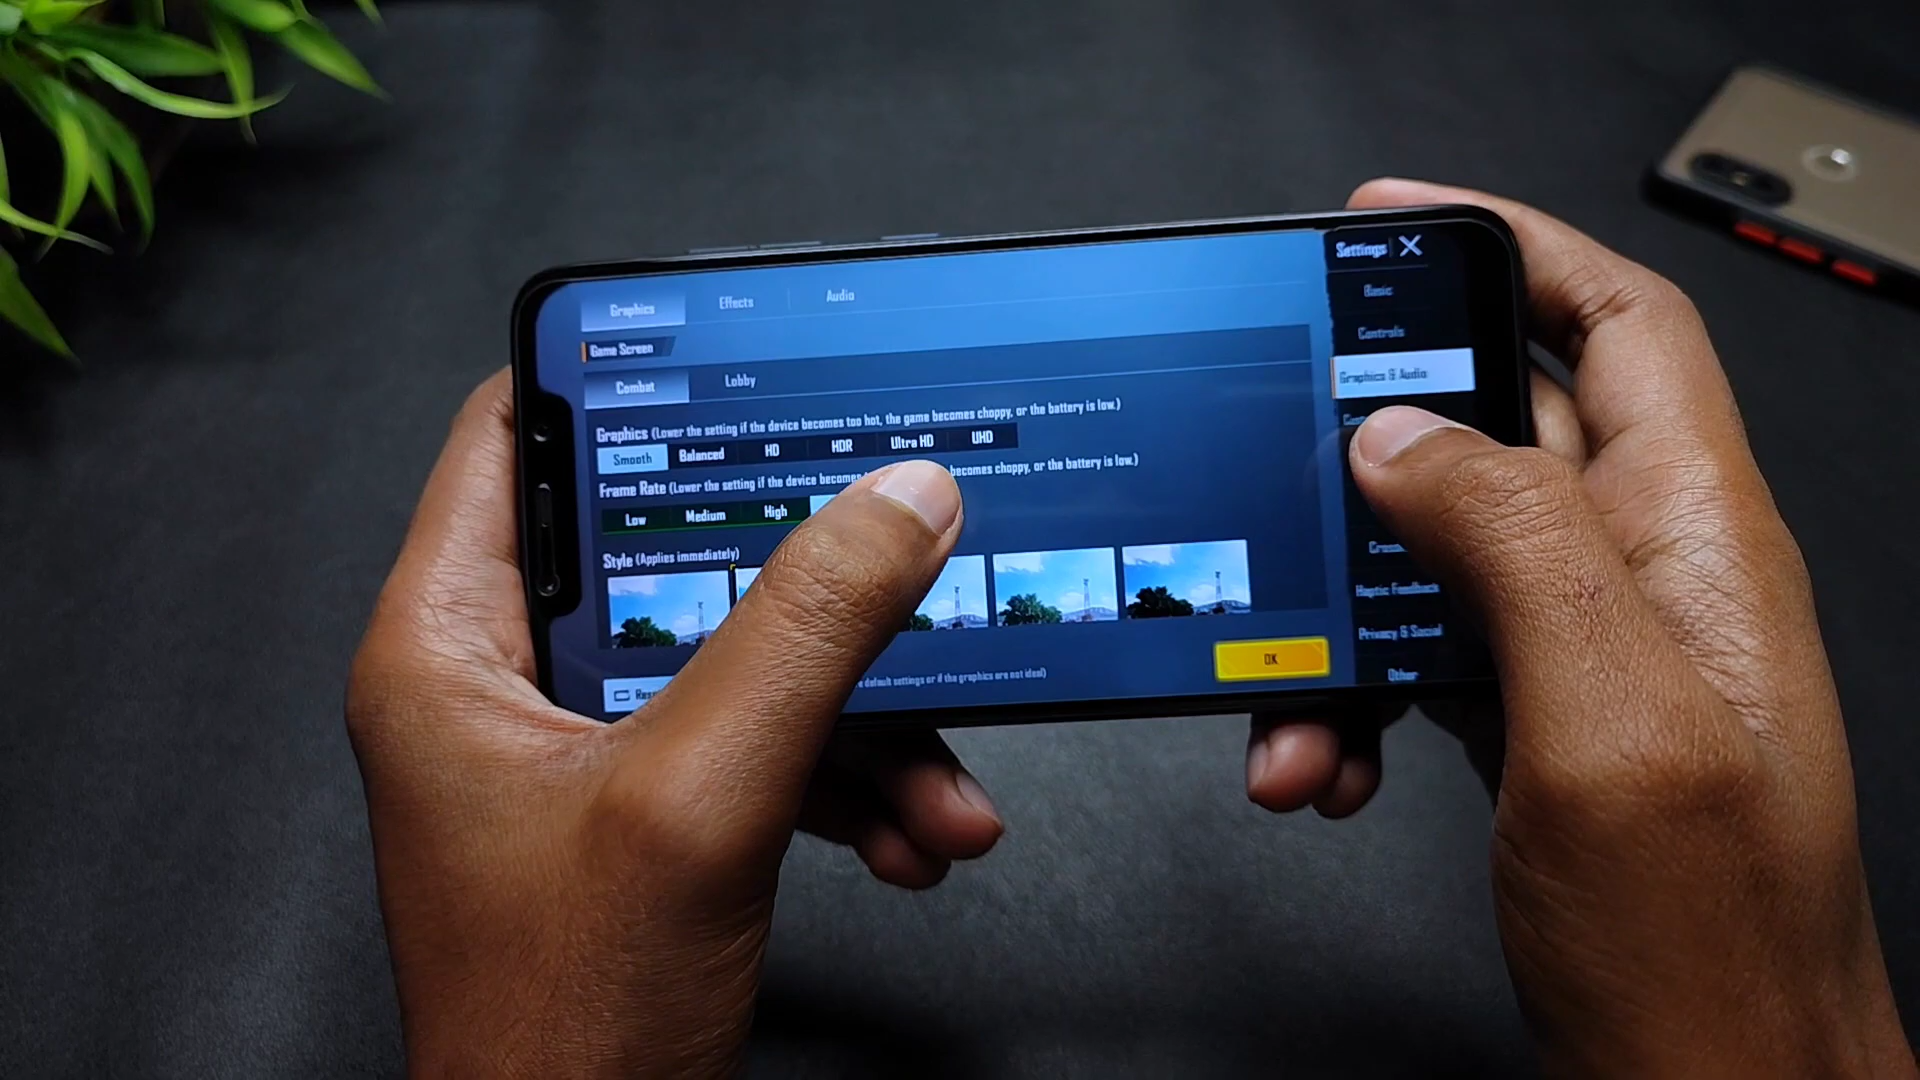 Settings
Graphics Effects Audio
Basic
Game Screen
Controls
Combat Lobby
Graphics & Audio
Graphics (Lower the setting if the device becomes too hot, the game becomes choppy, or the battery is low.)
Smooth Balanced HD HDR Ultra HD UHD
Frame Rate (Lower the setting if the device becomes becomes choppy, or the battery is low.)
Low Medium High
Style (Applies immediately)
Haptic Feedback
Privacy & Social
OK
Other
default settings or if the graphics are not ideal)